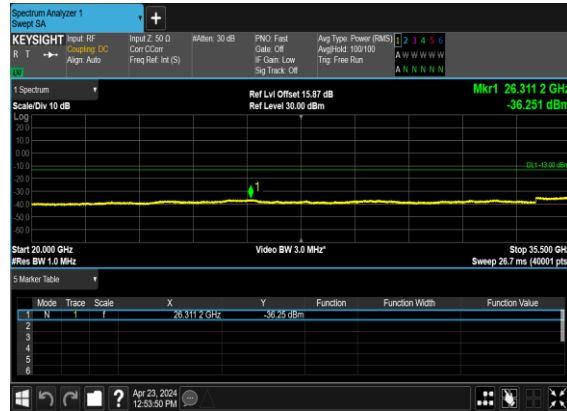 Spectrum Analyzer 1
Swept SA
+
KEYSIGHT Input: RF Input Z: 50 Ω #Atten: 30 dB PNO: Fast Avg Type: Power (RMS) 1 2 3 4 5 6
R T Coupling: DC Corr CCorr Gate: Off Avg|Hold: 100/100 A W W W W W
Align: Auto Freq Ref: Int (S) IF Gain: Low Trig: Free Run
Sig Track: Off A N N N N N
1 Spectrum Ref Lvl Offset 15.87 dB Mkr1 26.311 2 GHz
Scale/Div 10 dB Ref Level 30.00 dBm -36.251 dBm
Log
20.0
10.0
0.00
-10.0 DL1 -13.00 dBm
-20.0
-30.0 1
-40.0
-50.0
-60.0
Start 20.000 GHz Video BW 3.0 MHz* Stop 35.500 GHz
#Res BW 1.0 MHz Sweep 26.7 ms (40001 pts)
5 Marker Table
Mode Trace Scale X Y Function Function Width Function Value
1 N 1 f 26.311 2 GHz -36.25 dBm
2
3
4
5
6
? Apr 23, 2024
12:53:50 PM